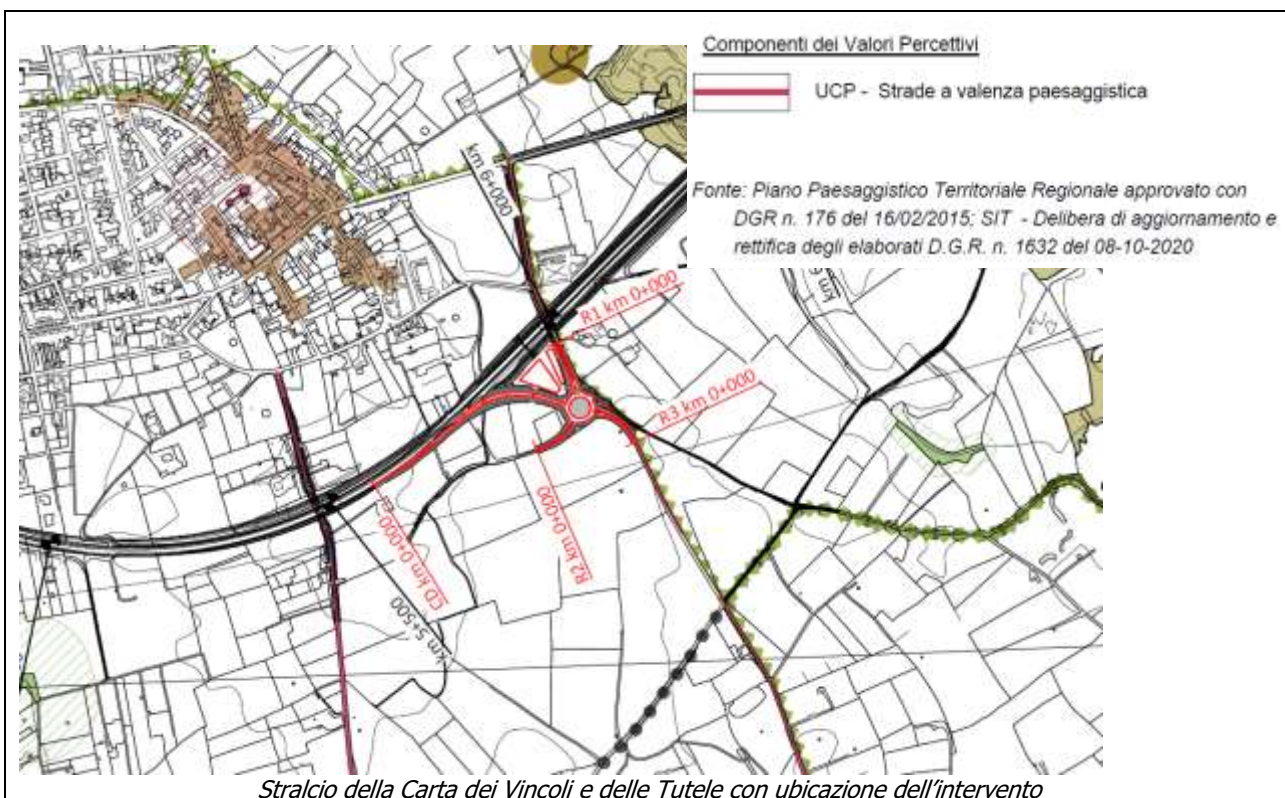 Componenti dei Valori Percettivi
UCP - Strade a valenza paesaggistica
Fonte: Piano Paesaggistico Territoriale Regionale approvato con
DGR n. 176 del 16/02/2015; SIT - Delibera di aggiornamento e
rettifica degli elaborati D.G.R. n. 1632 del 08-10-2020
km 6+000
R1 km 0+000
km 6
R3 km 0+000
CD km 0+000
R2 km 0+000
km 5+500
Stralcio della Carta dei Vincoli e delle Tutele con ubicazione dell'intervento